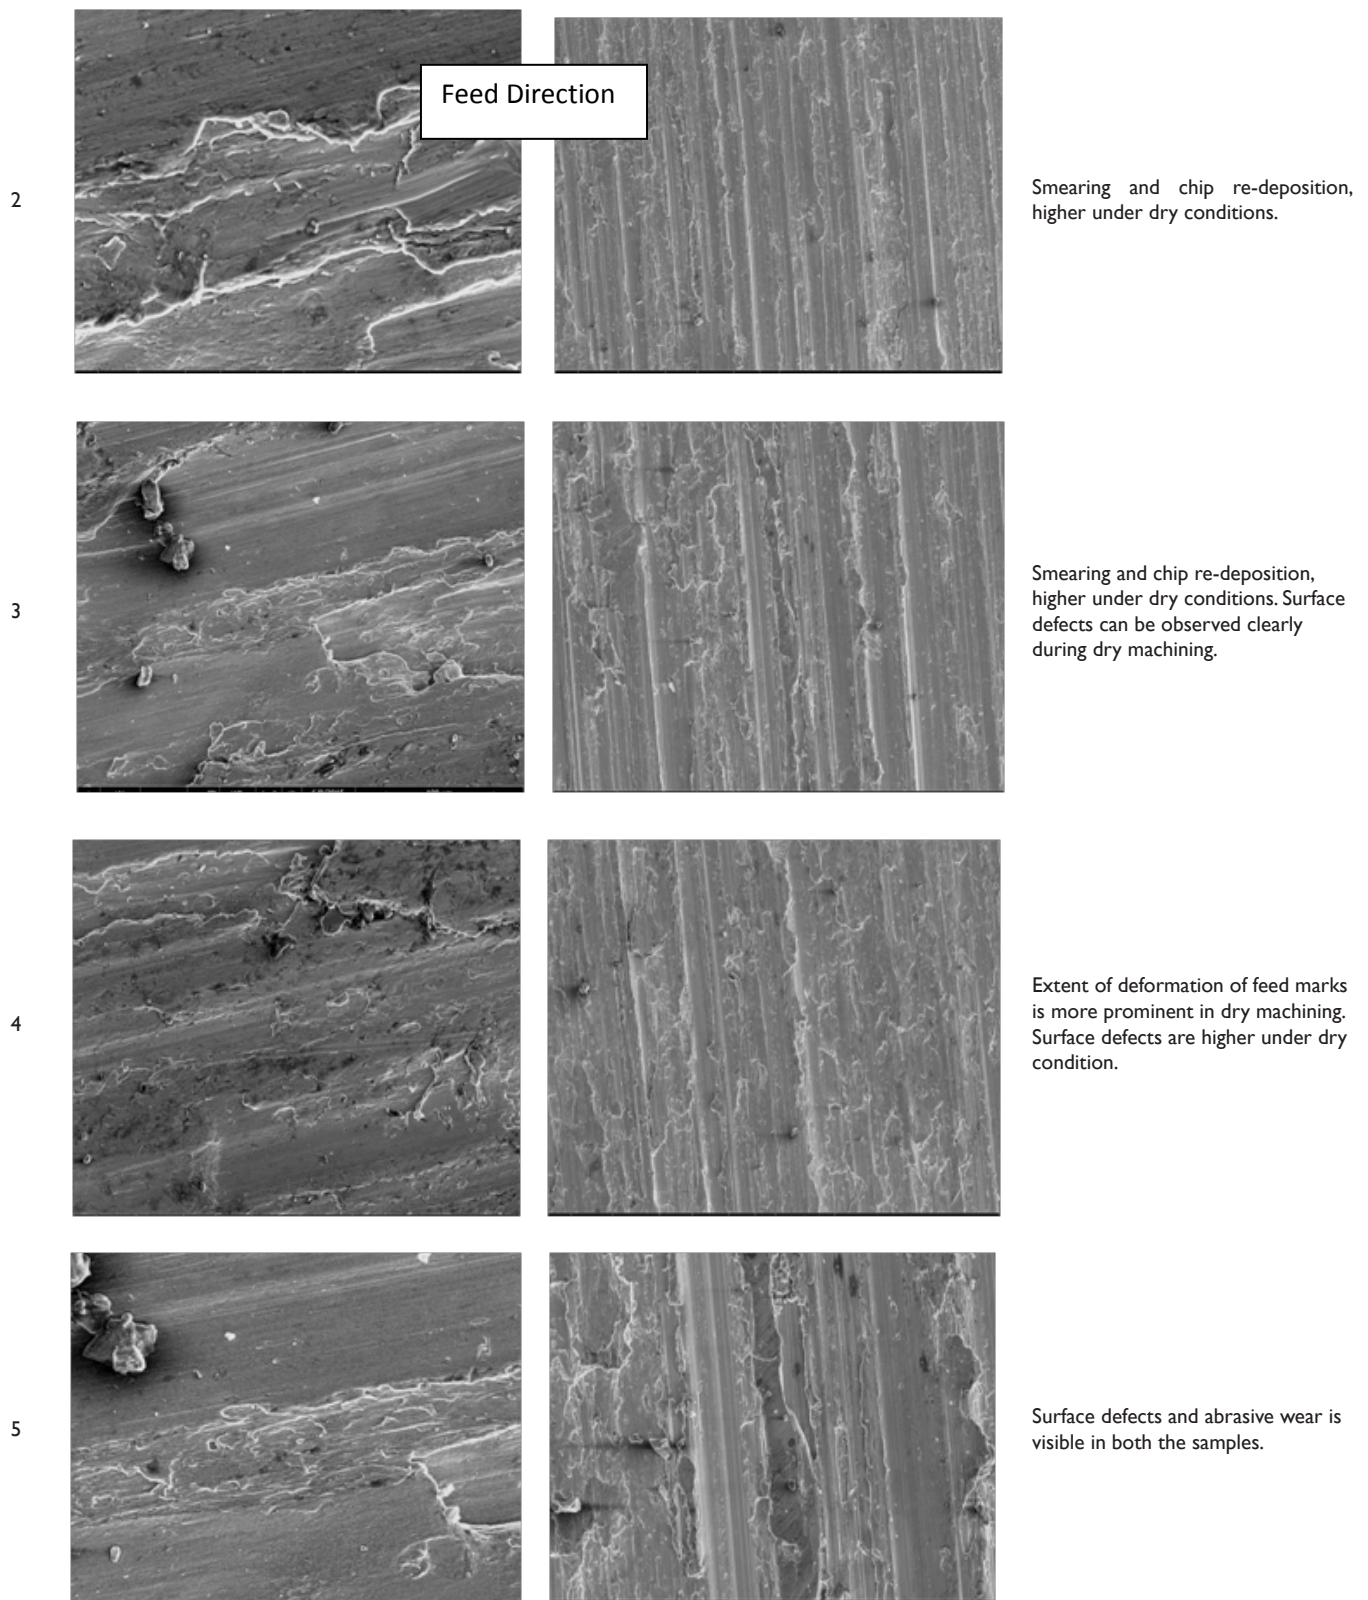 Feed Direction
2
Smearing and chip re-deposition,
higher under dry conditions.
3
Smearing and chip re-deposition,
higher under dry conditions. Surface
defects can be observed clearly
during dry machining.
4
Extent of deformation of feed marks
is more prominent in dry machining.
Surface defects are higher under dry
condition.
5
Surface defects and abrasive wear is
visible in both the samples.